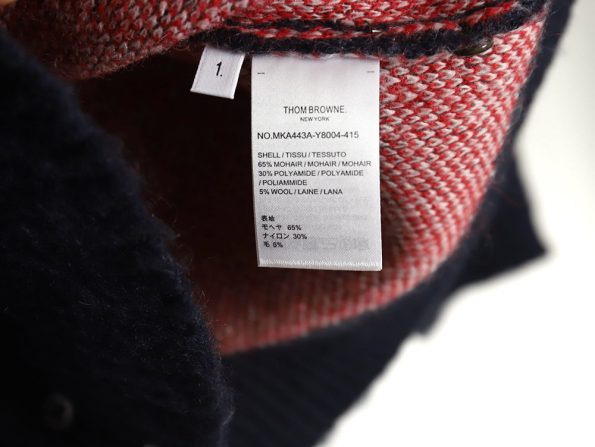 1.
THOM BROWNE.
NEW YORK
NO.MKA443A-Y8004-415
SHELL / TISSU / TESSUTO
65% MOHAIR / MOHAIR / MOHAIR
30% POLYAMIDE / POLYAMIDE
/ POLIAMMIDE
5% WOOL / LAINE / LANA
表地
モヘヤ 65%
ナイロン 30%
毛 5%